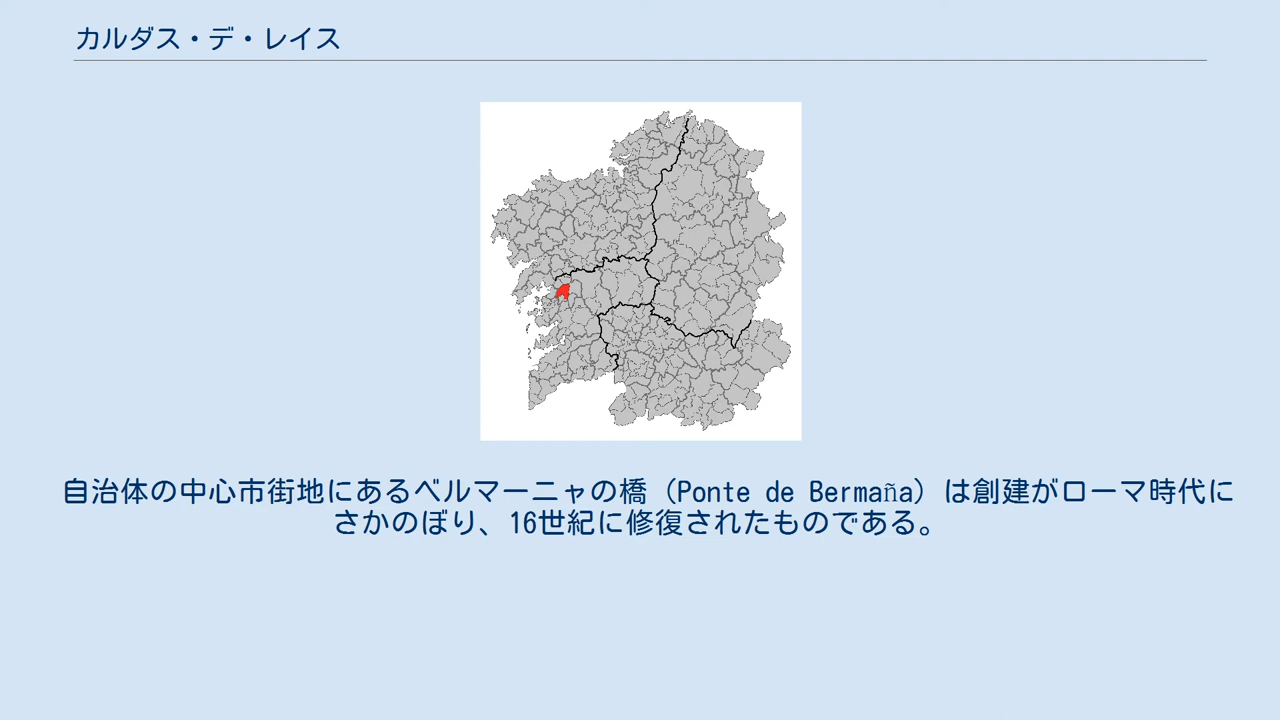 カルダス・デ・レイス
自治体の中心市街地にあるベルマーニャの橋（Ponte de Bermaña）は創建がローマ時代に
さかのぼり、16世紀に修復されたものである。